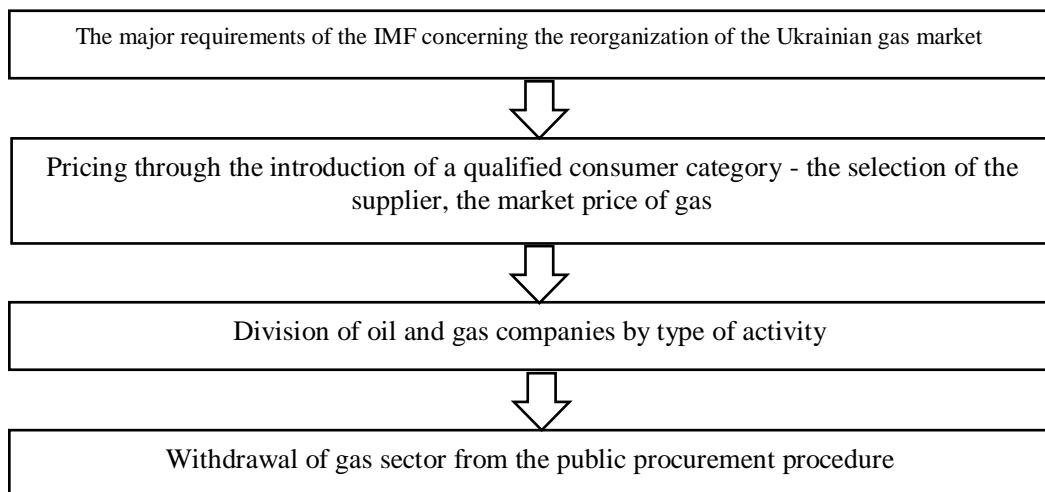 The major requirements of the IMF concerning the reorganization of the Ukrainian gas market
Pricing through the introduction of a qualified consumer category - the selection of the
supplier, the market price of gas
Division of oil and gas companies by type of activity
Withdrawal of gas sector from the public procurement procedure